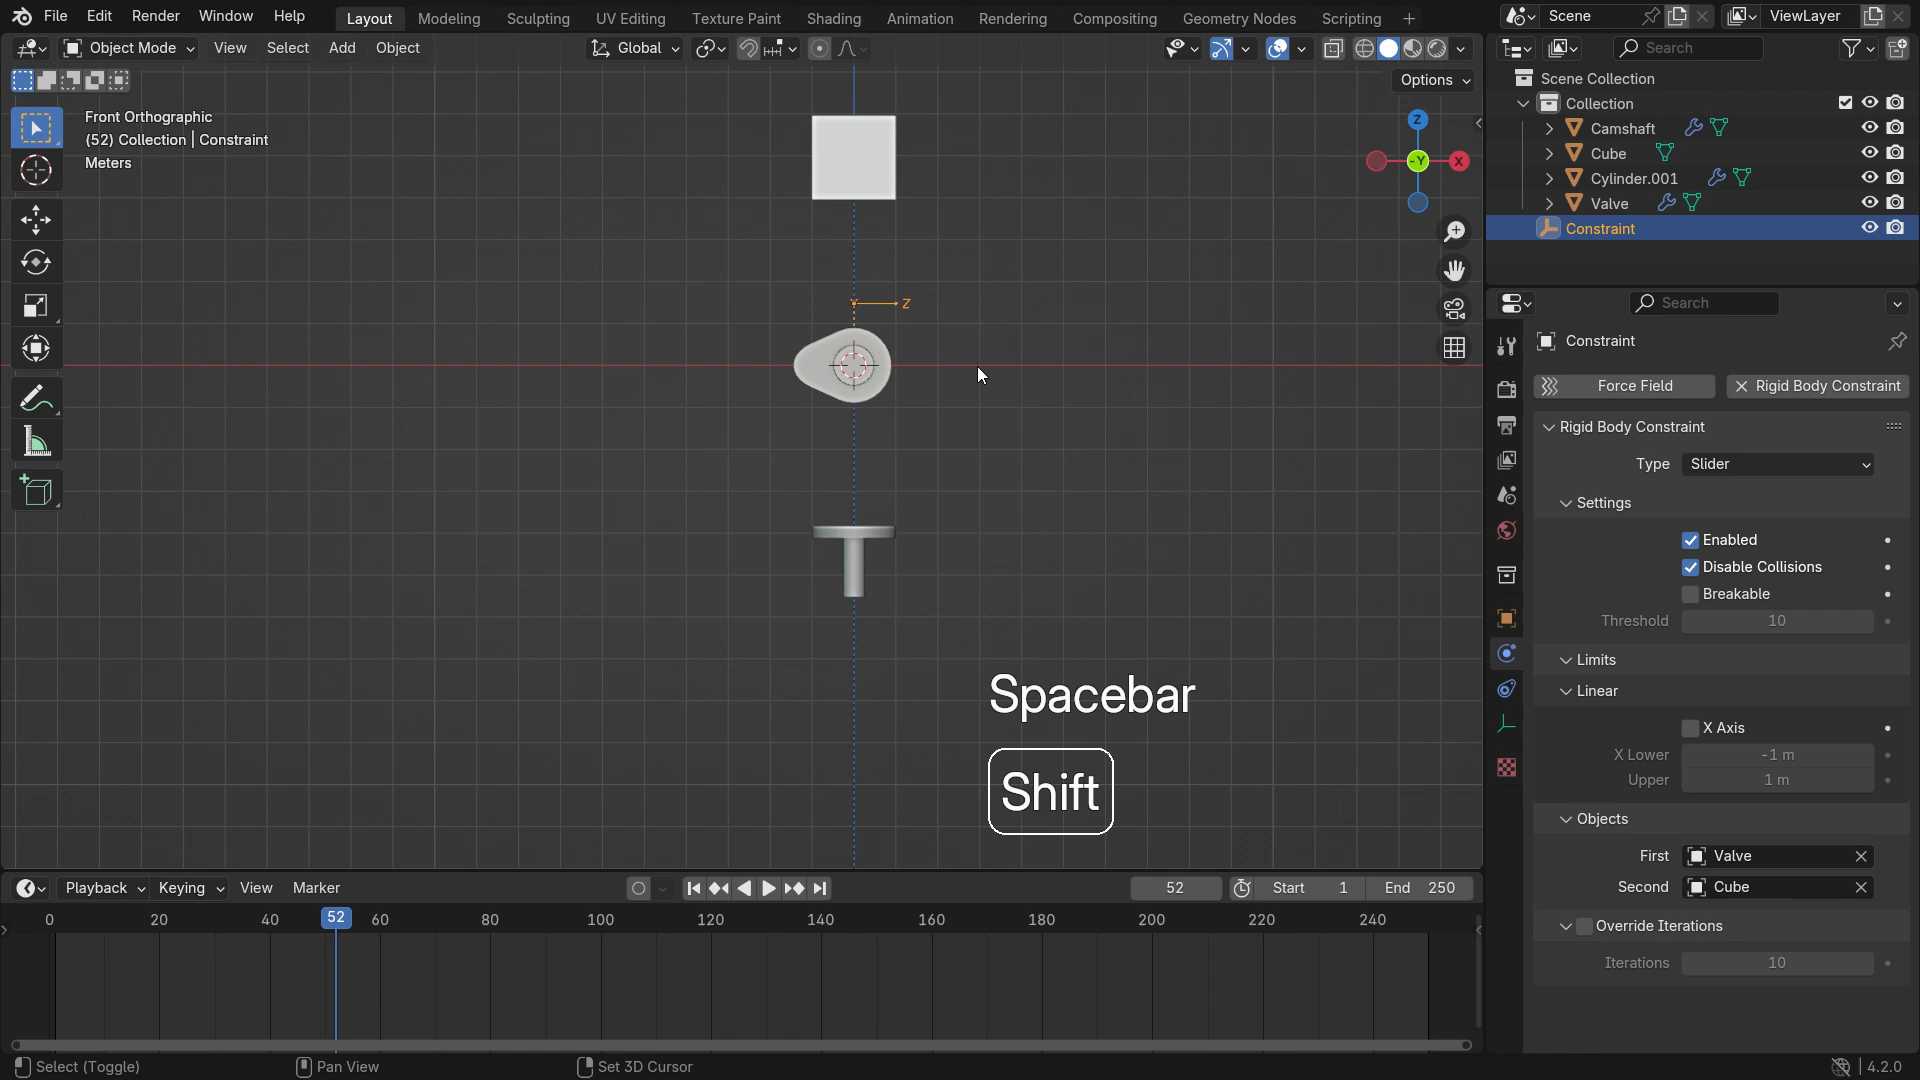 File Edit Render Window Help Layout Modeling Sculpting UV Editing Texture Paint Shading Animation Rendering Compositing Geometry Nodes Scripting + Scene ViewLayer
Object Mode View Select Add Object Global Search
Options
Front Orthographic
(52) Collection | Constraint
Meters
Z
-Y X
Z
Spacebar
Shift
Scene Collection
Collection
Camshaft
Cube
Cylinder.001
Valve
Constraint
Search
Constraint
Force Field Rigid Body Constraint
Rigid Body Constraint
Type Slider
Settings
Enabled
Disable Collisions
Breakable
Threshold 10
Limits
Linear
X Axis
X Lower -1 m
Upper 1 m
Objects
First Valve
Second Cube
Override Iterations
Iterations 10
Playback Keying View Marker 52 Start 1 End 250
0 20 40 52 60 80 100 120 140 160 180 200 220 240
Select (Toggle) Pan View Set 3D Cursor 4.2.0